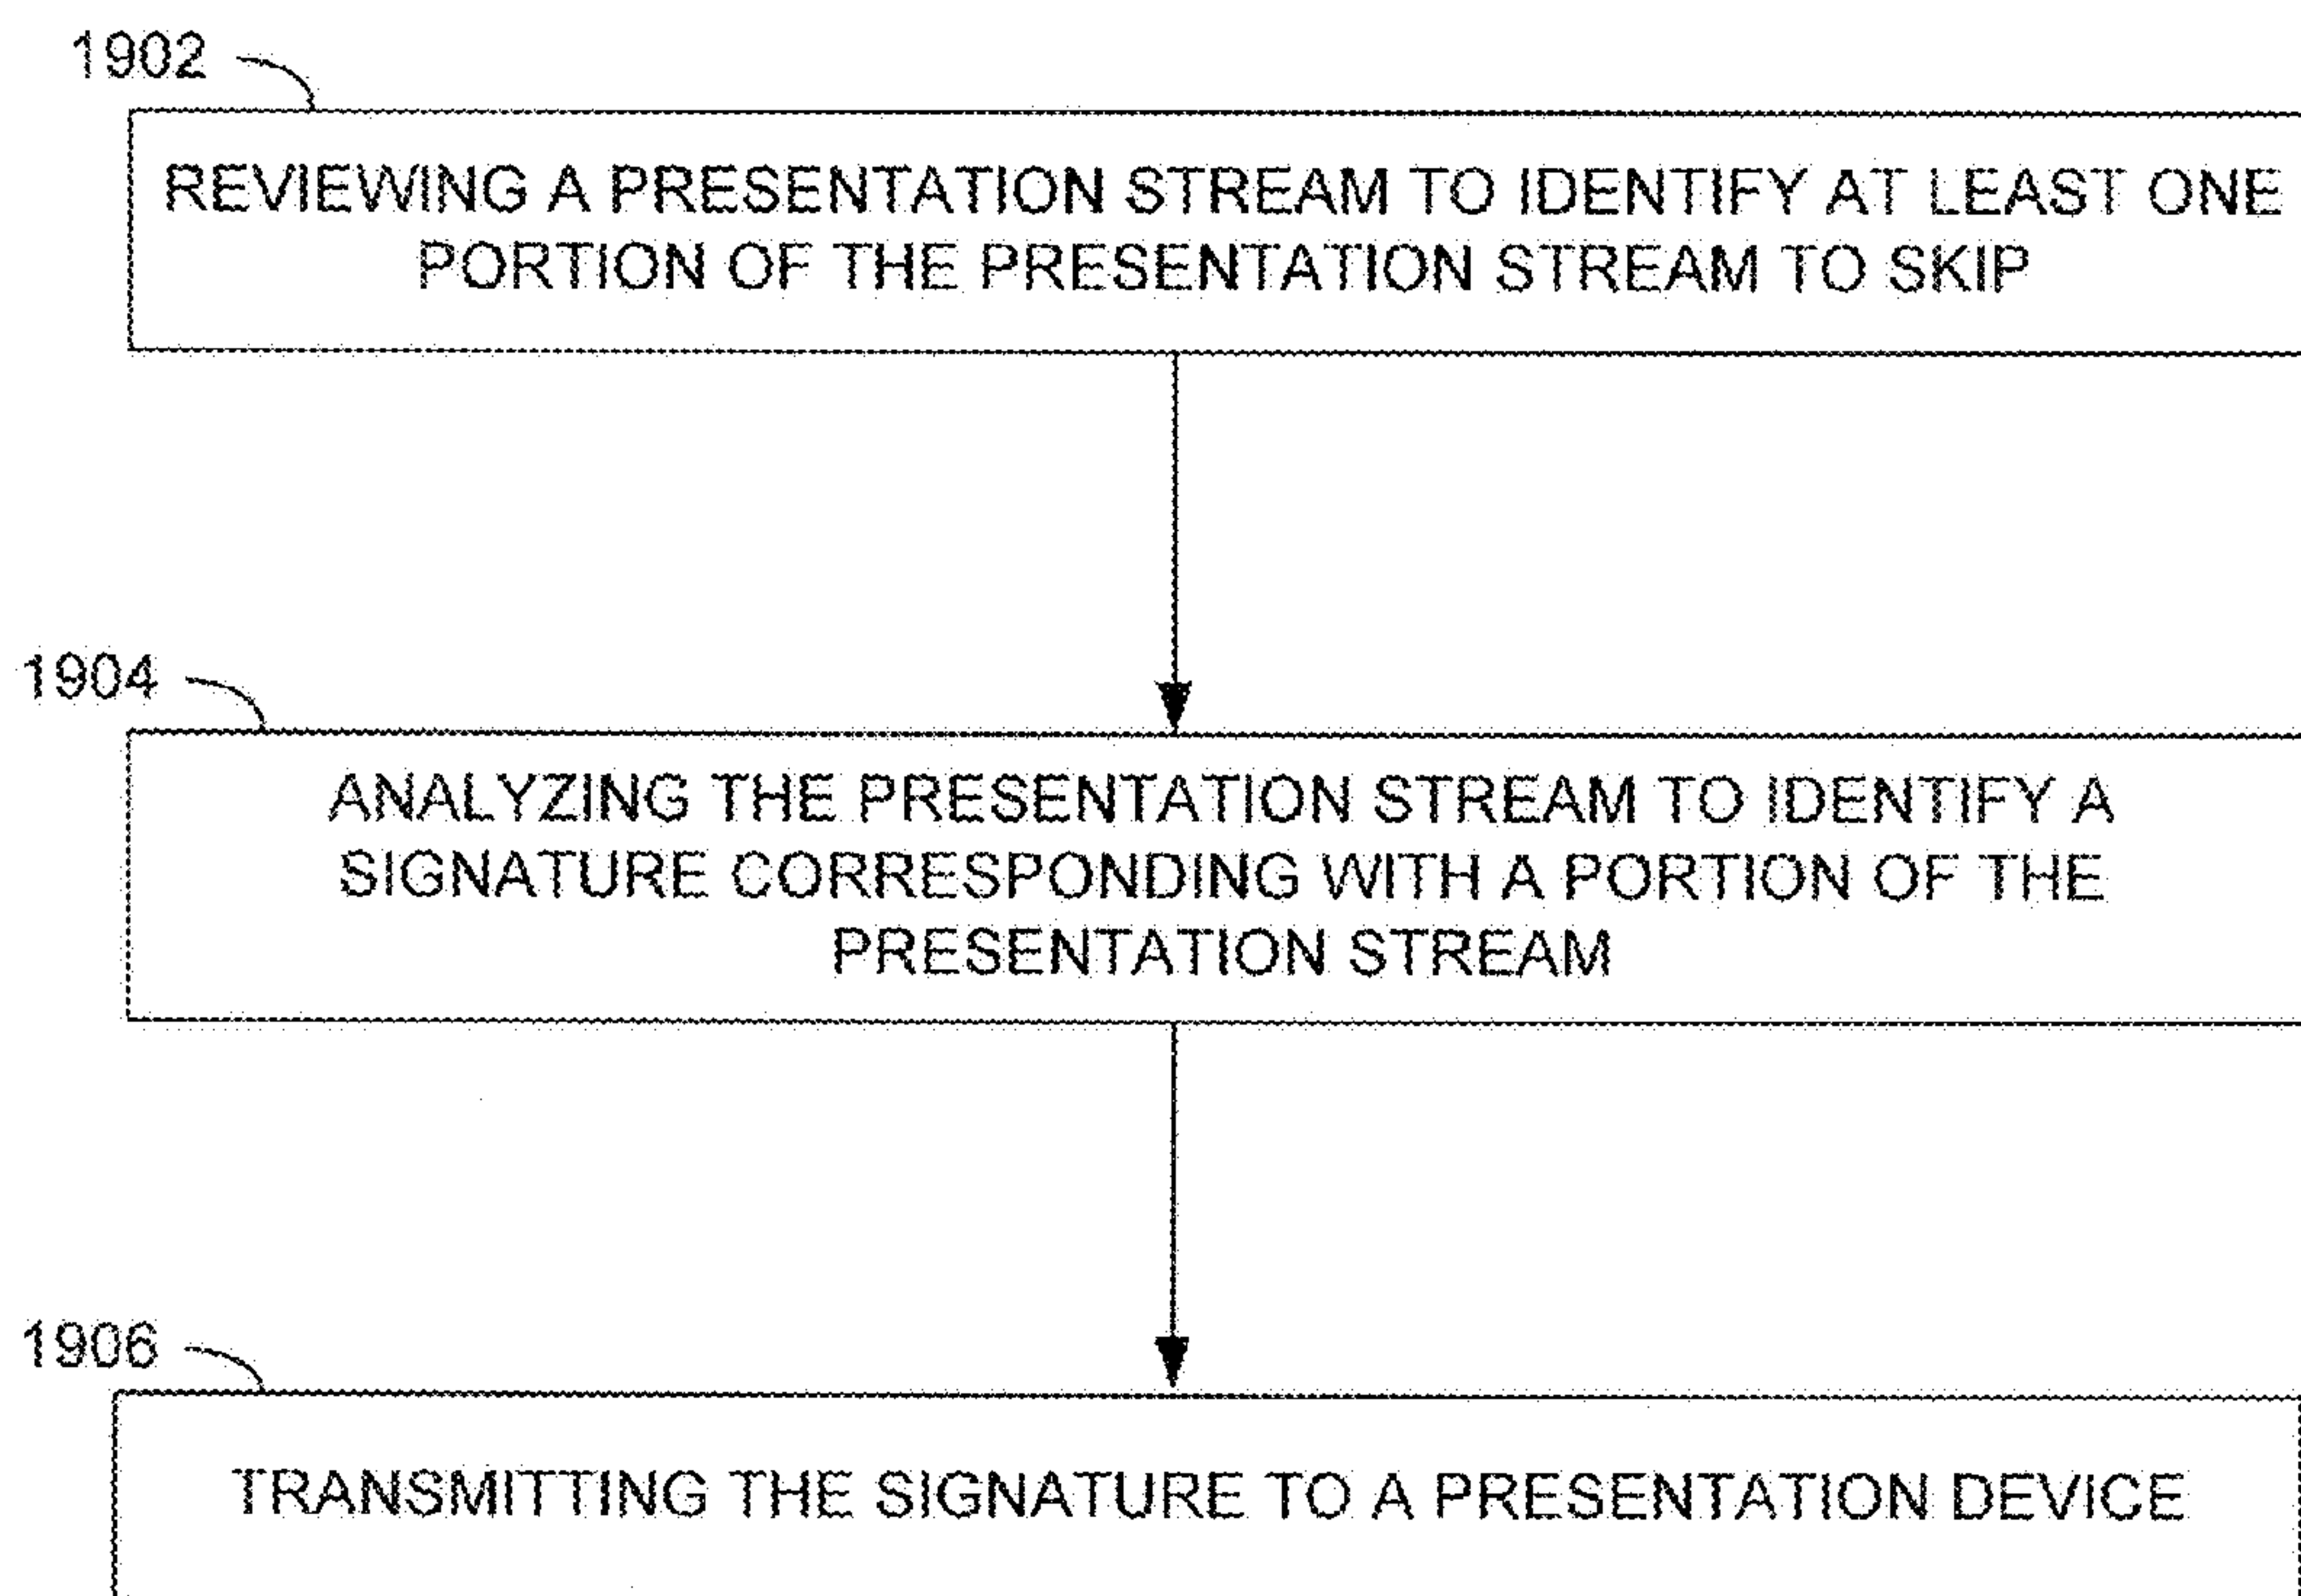 1902
REVIEWING A PRESENTATION STREAM TO IDENTIFY AT LEAST ONE
PORTION OF THE PRESENTATION STREAM TO SKIP
1904
ANALYZING THE PRESENTATION STREAM TO IDENTIFY A
SIGNATURE CORRESPONDING WITH A PORTION OF THE
PRESENTATION STREAM
1906
TRANSMITTING THE SIGNATURE TO A PRESENTATION DEVICE